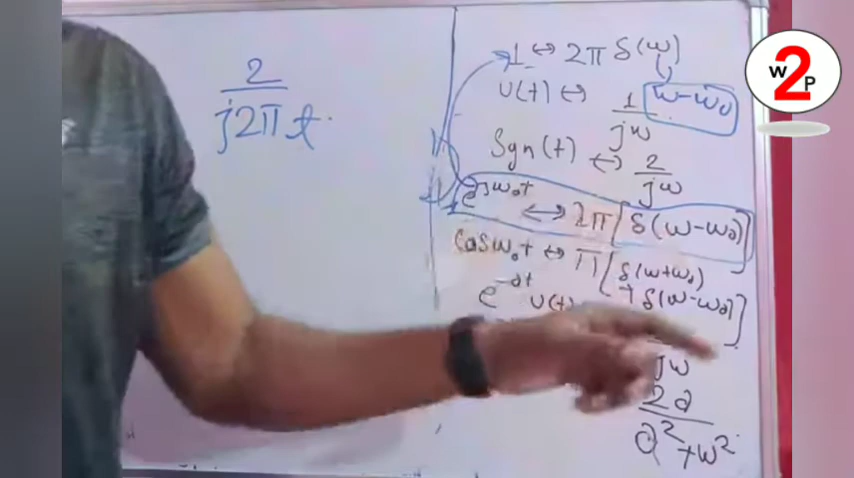 2
j2π t
1 ↔ 2π δ(ω)
ω-ω₀
U(t) ↔ 1/jω
Sgn(t) ↔ 2/jω
e^jω₀t ↔ 2π [δ(ω-ω₀)]
Cosω₀t ↔ π [δ(ω+ω₀)
+δ(ω-ω₀)]
e^-at U(t)
jω
2a
a²+ω²
W2P